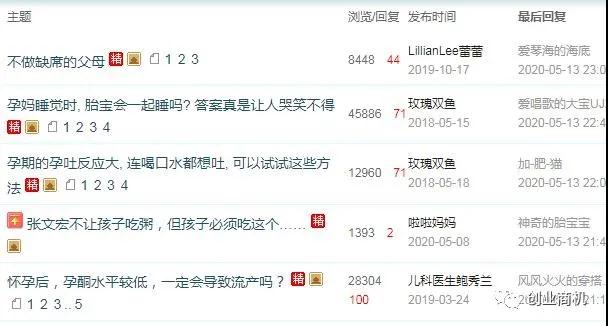 主题 浏览/回复 发布时间 最后回复
不做缺席的父母 精 1 2 3 8448 44 LillianLee蕾蕾 爱琴海的海底
2019-10-17 2020-05-13 23:0
孕妈睡觉时, 胎宝会一起睡吗? 答案真是让人哭笑不得 45886 71 玫瑰双鱼 爱唱歌的大宝UJ
精 1 2 3 4 2018-05-15 2020-05-13 22:4
孕期的孕吐反应大, 连喝口水都想吐, 可以试试这些方 12960 71 玫瑰双鱼 加-肥-猫
法 精 1 2 3 4 2018-05-18 2020-05-13 22:0
张文宏不让孩子吃粥，但孩子必须吃这个…… 精 1393 2 啦啦妈妈 神奇的胎宝宝
2020-05-08 2020-05-13 21:4
怀孕后，孕酮水平较低，一定会导致流产吗？ 精 28304 儿科医生鲍秀兰 风风火火的穿搭.
1 2 3 .. 5 100 2019-03-24
创业商机